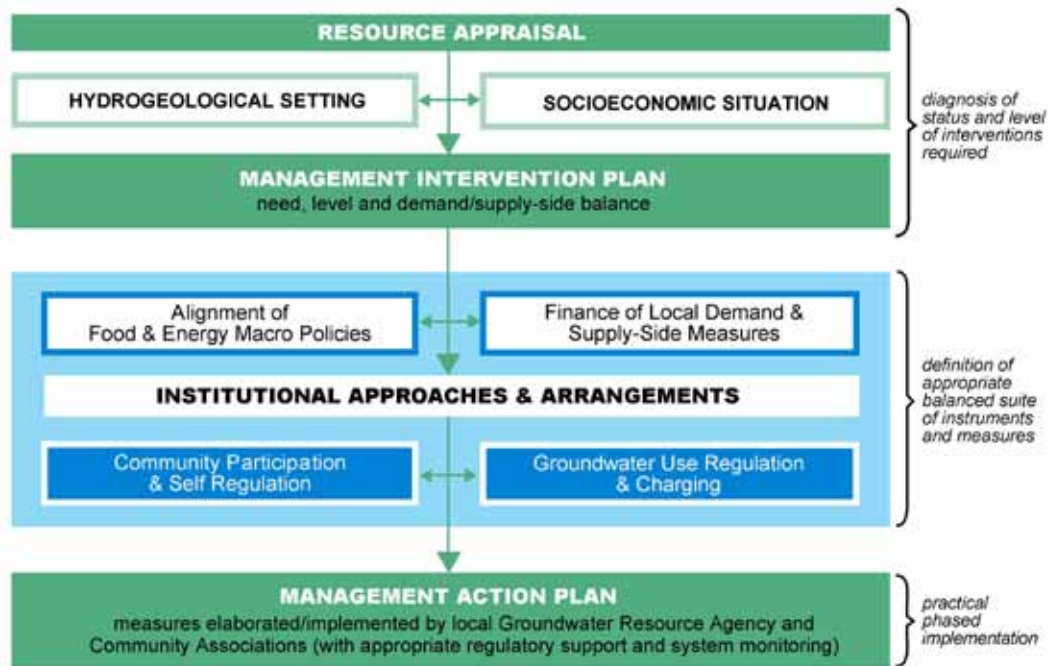 RESOURCE APPRAISAL
HYDROGEOLOGICAL SETTING
SOCIOECONOMIC SITUATION
diagnosis of
status and level
of interventions
required
MANAGEMENT INTERVENTION PLAN
need, level and demand/supply-side balance
Alignment of
Food & Energy Macro Policies
Finance of Local Demand &
Supply-Side Measures
INSTITUTIONAL APPROACHES & ARRANGEMENTS
definition of
appropriate
balanced suite
of instruments
and measures
Community Participation
& Self Regulation
Groundwater Use Regulation
& Charging
MANAGEMENT ACTION PLAN
measures elaborated/implemented by local Groundwater Resource Agency and
Community Associations (with appropriate regulatory support and system monitoring)
practical
phased
implementation